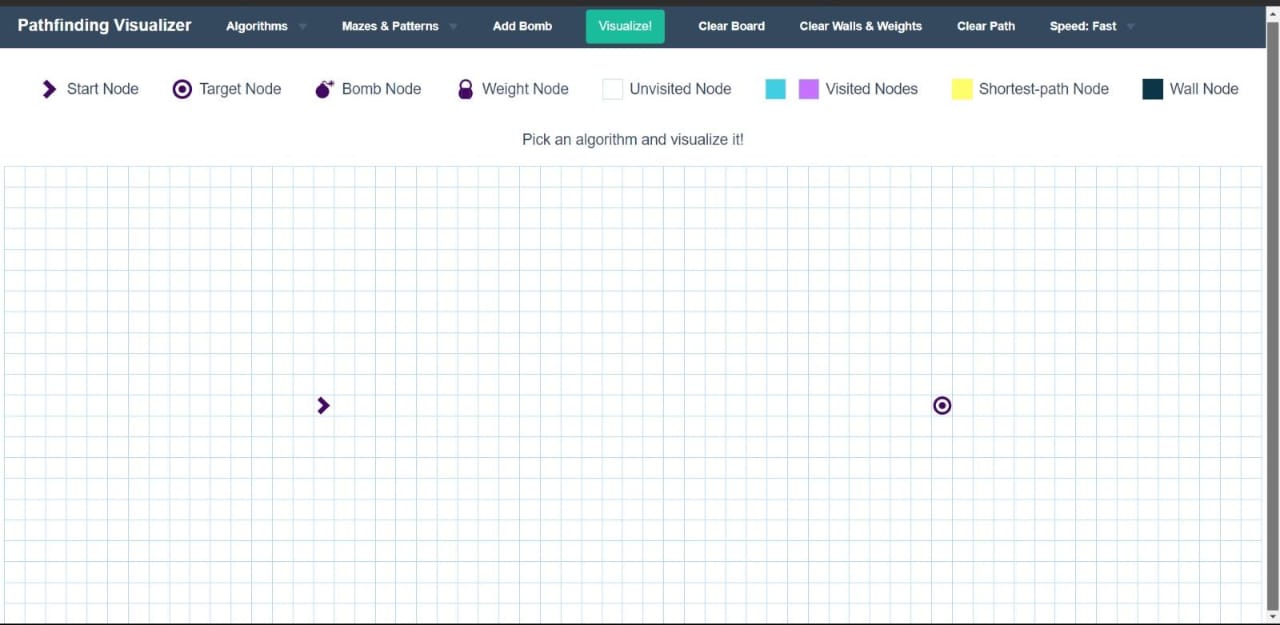 Pathfinding Visualizer Algorithms Mazes & Patterns Add Bomb Visualize! Clear Board Clear Walls & Weights Clear Path Speed: Fast
Start Node Target Node Bomb Node Weight Node Unvisited Node Visited Nodes Shortest-path Node Wall Node
Pick an algorithm and visualize it!